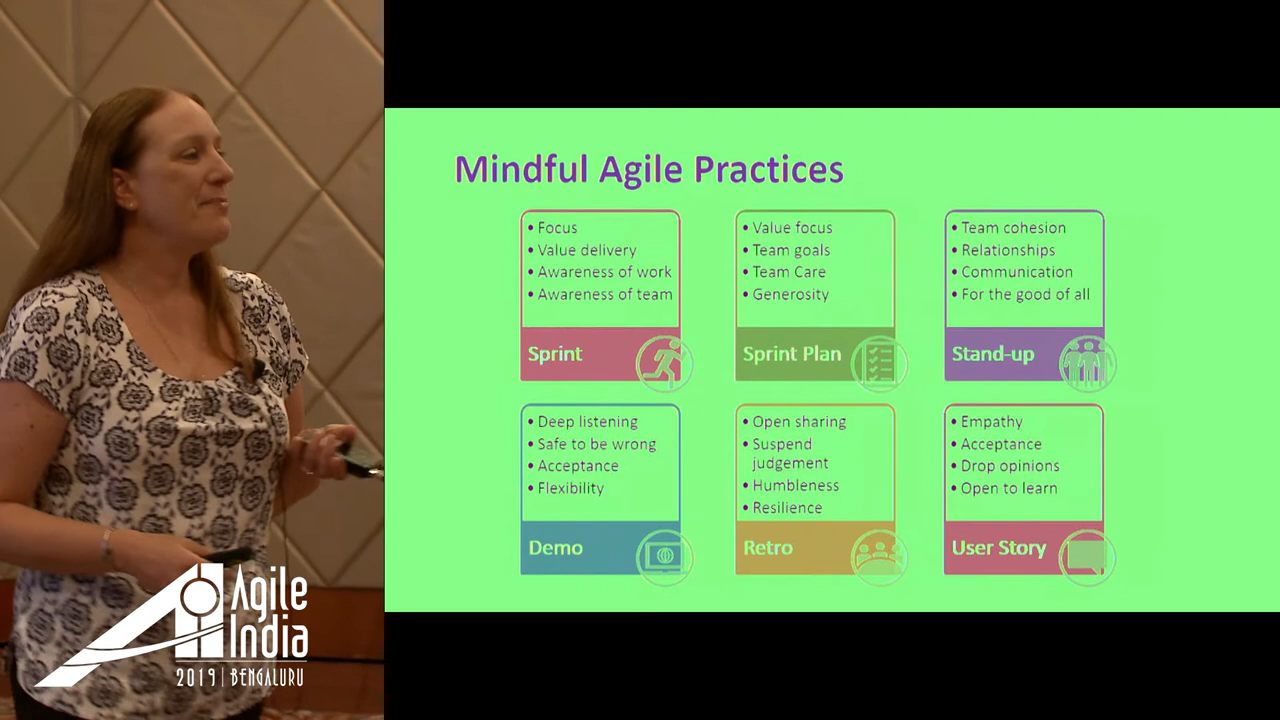 Mindful Agile Practices
• Focus
• Value delivery
• Awareness of work
• Awareness of team
Sprint
• Value focus
• Team goals
• Team Care
• Generosity
Sprint Plan
• Team cohesion
• Relationships
• Communication
• For the good of all
Stand-up
• Deep listening
• Safe to be wrong
• Acceptance
• Flexibility
Demo
• Open sharing
• Suspend
judgement
• Humbleness
• Resilience
Retro
• Empathy
• Acceptance
• Drop opinions
• Open to learn
User Story
Agile
India
2019 | BENGALURU